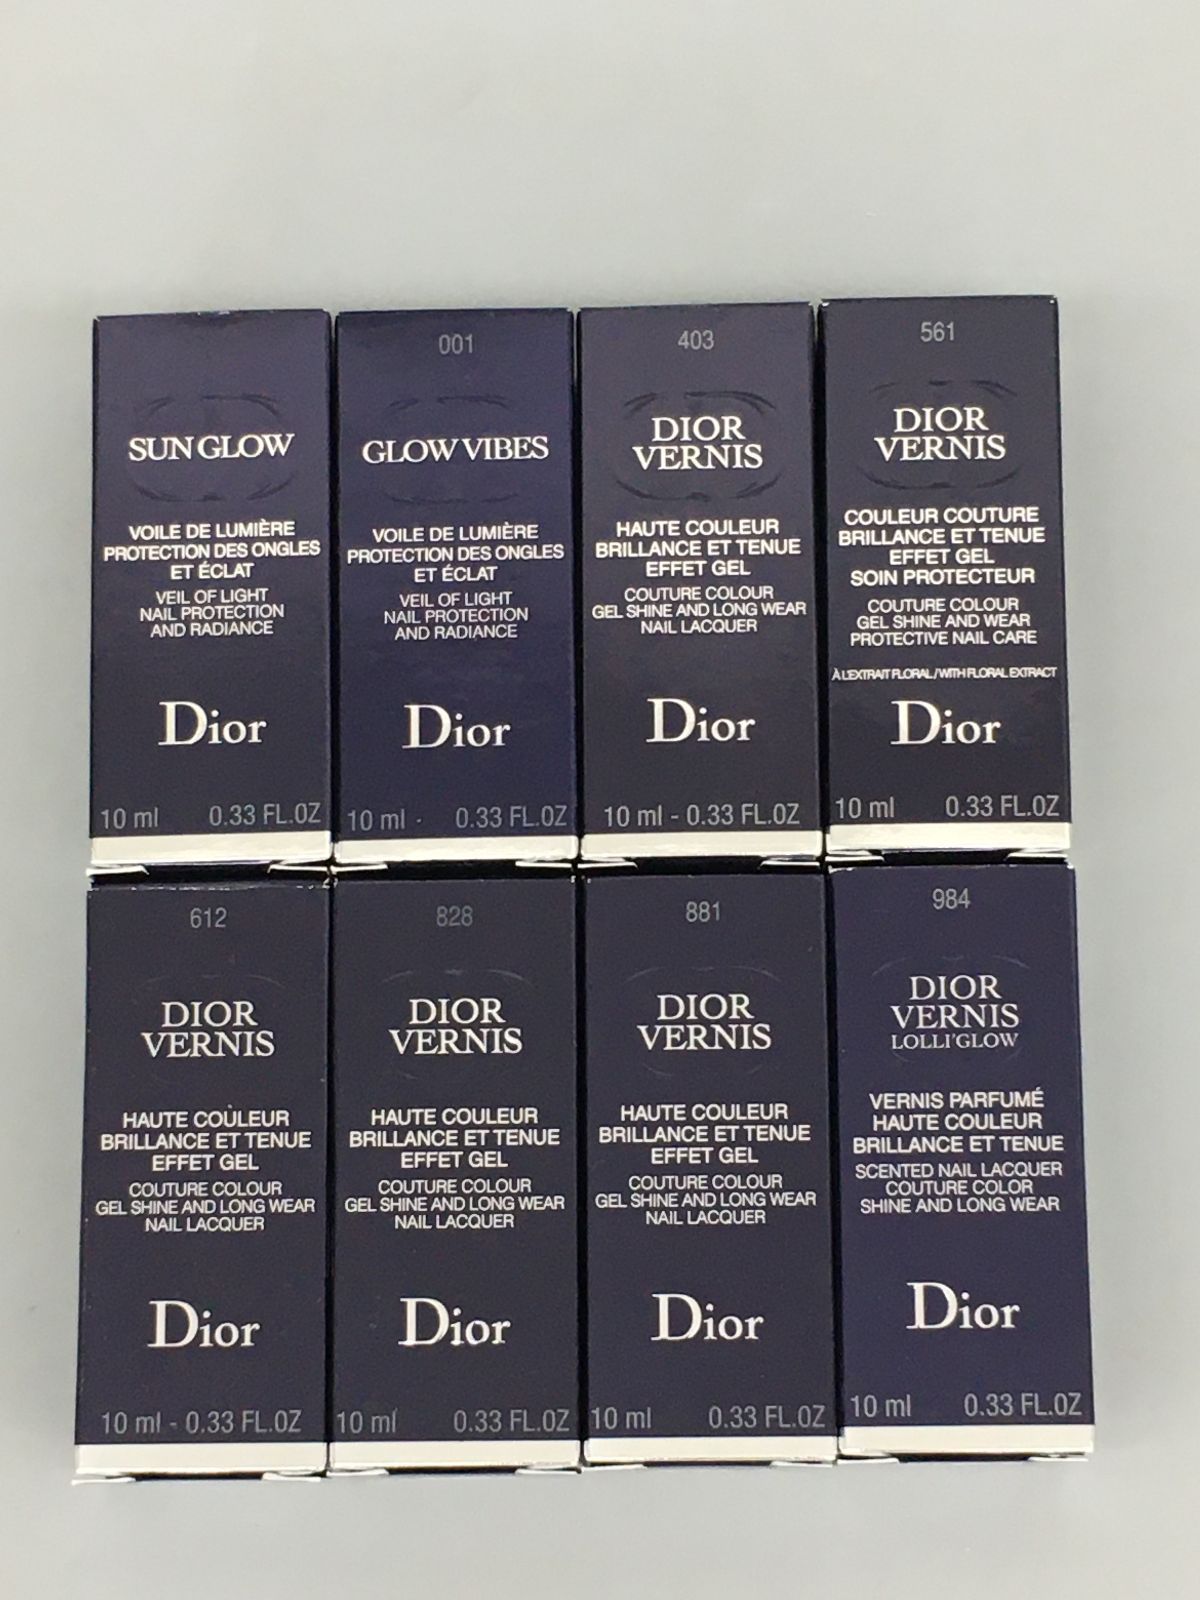 SUN GLOW
VOILE DE LUMIÈRE
PROTECTION DES ONGLES
ET ÉCLAT
VEIL OF LIGHT
NAIL PROTECTION
AND RADIANCE
Dior
10 ml 0.33 FL.OZ
001
GLOW VIBES
VOILE DE LUMIÈRE
PROTECTION DES ONGLES
ET ÉCLAT
VEIL OF LIGHT
NAIL PROTECTION
AND RADIANCE
Dior
10 ml 0.33 FL.OZ
403
DIOR
VERNIS
HAUTE COULEUR
BRILLANCE ET TENUE
EFFET GEL
COUTURE COLOUR
GEL SHINE AND LONG WEAR
NAIL LACQUER
Dior
10 ml - 0.33 FL.OZ
561
DIOR
VERNIS
COULEUR COUTURE
BRILLANCE ET TENUE
EFFET GEL
SOIN PROTECTEUR
COUTURE COLOUR
GEL SHINE AND WEAR
PROTECTIVE NAIL CARE
À L'EXTRAIT FLORAL / WITH FLORAL EXTRACT
Dior
10 ml 0.33 FL.OZ
612
DIOR
VERNIS
HAUTE COULEUR
BRILLANCE ET TENUE
EFFET GEL
COUTURE COLOUR
GEL SHINE AND LONG WEAR
NAIL LACQUER
Dior
10 ml - 0.33 FL.OZ
828
DIOR
VERNIS
HAUTE COULEUR
BRILLANCE ET TENUE
EFFET GEL
COUTURE COLOUR
GEL SHINE AND LONG WEAR
NAIL LACQUER
Dior
10 ml 0.33 FL.OZ
881
DIOR
VERNIS
HAUTE COULEUR
BRILLANCE ET TENUE
EFFET GEL
COUTURE COLOUR
GEL SHINE AND LONG WEAR
NAIL LACQUER
Dior
10 ml 0.33 FL.OZ
984
DIOR
VERNIS
LOLLI'GLOW
VERNIS PARFUMÉ
HAUTE COULEUR
BRILLANCE ET TENUE
SCENTED NAIL LACQUER
COUTURE COLOR
SHINE AND LONG WEAR
Dior
10 ml 0.33 FL.OZ